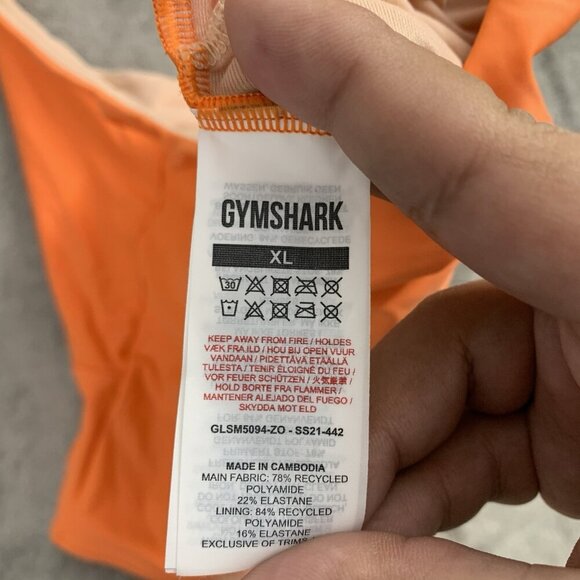 GYMSHARK
XL
30
KEEP AWAY FROM FIRE / HOLDES
VÆK FRA.ILD / HOU BIJ OPEN VUUR
VANDAAN / PIDETTÄVÄ ETÄÄLLÄ
TULESTA / TENIR ÉLOIGNÉ DU FEU /
VOR FEUER SCHÜTZEN / 火気厳禁 /
HOLD BORTE FRA FLAMMER /
MANTENER ALEJADO DEL FUEGO /
SKYDDA MOT ELD
GLSM5094-ZO - SS21-442
MADE IN CAMBODIA
MAIN FABRIC: 78% RECYCLED
POLYAMIDE
22% ELASTANE
LINING: 84% RECYCLED
POLYAMIDE
16% ELASTANE
EXCLUSIVE OF TRIMS